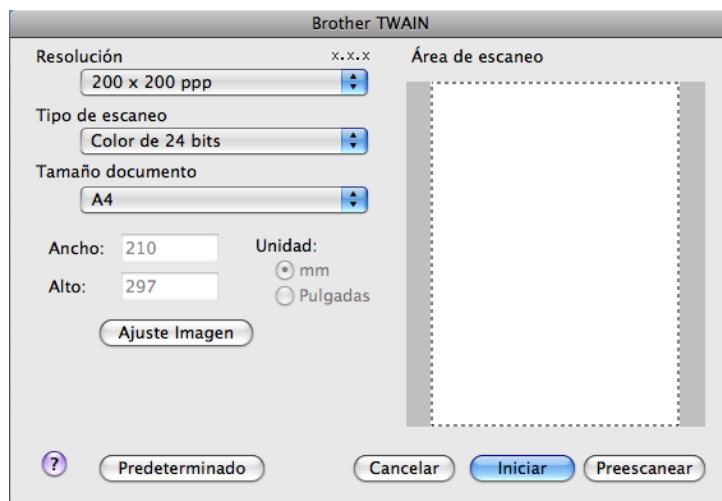 Brother TWAIN
Resolución x.x.x
200 x 200 ppp
Tipo de escaneo
Color de 24 bits
Tamaño documento
A4
Ancho: 210
Alto: 297
Unidad:
mm
Pulgadas
Ajuste Imagen
Área de escaneo
? Predeterminado Cancelar Iniciar Preescanear